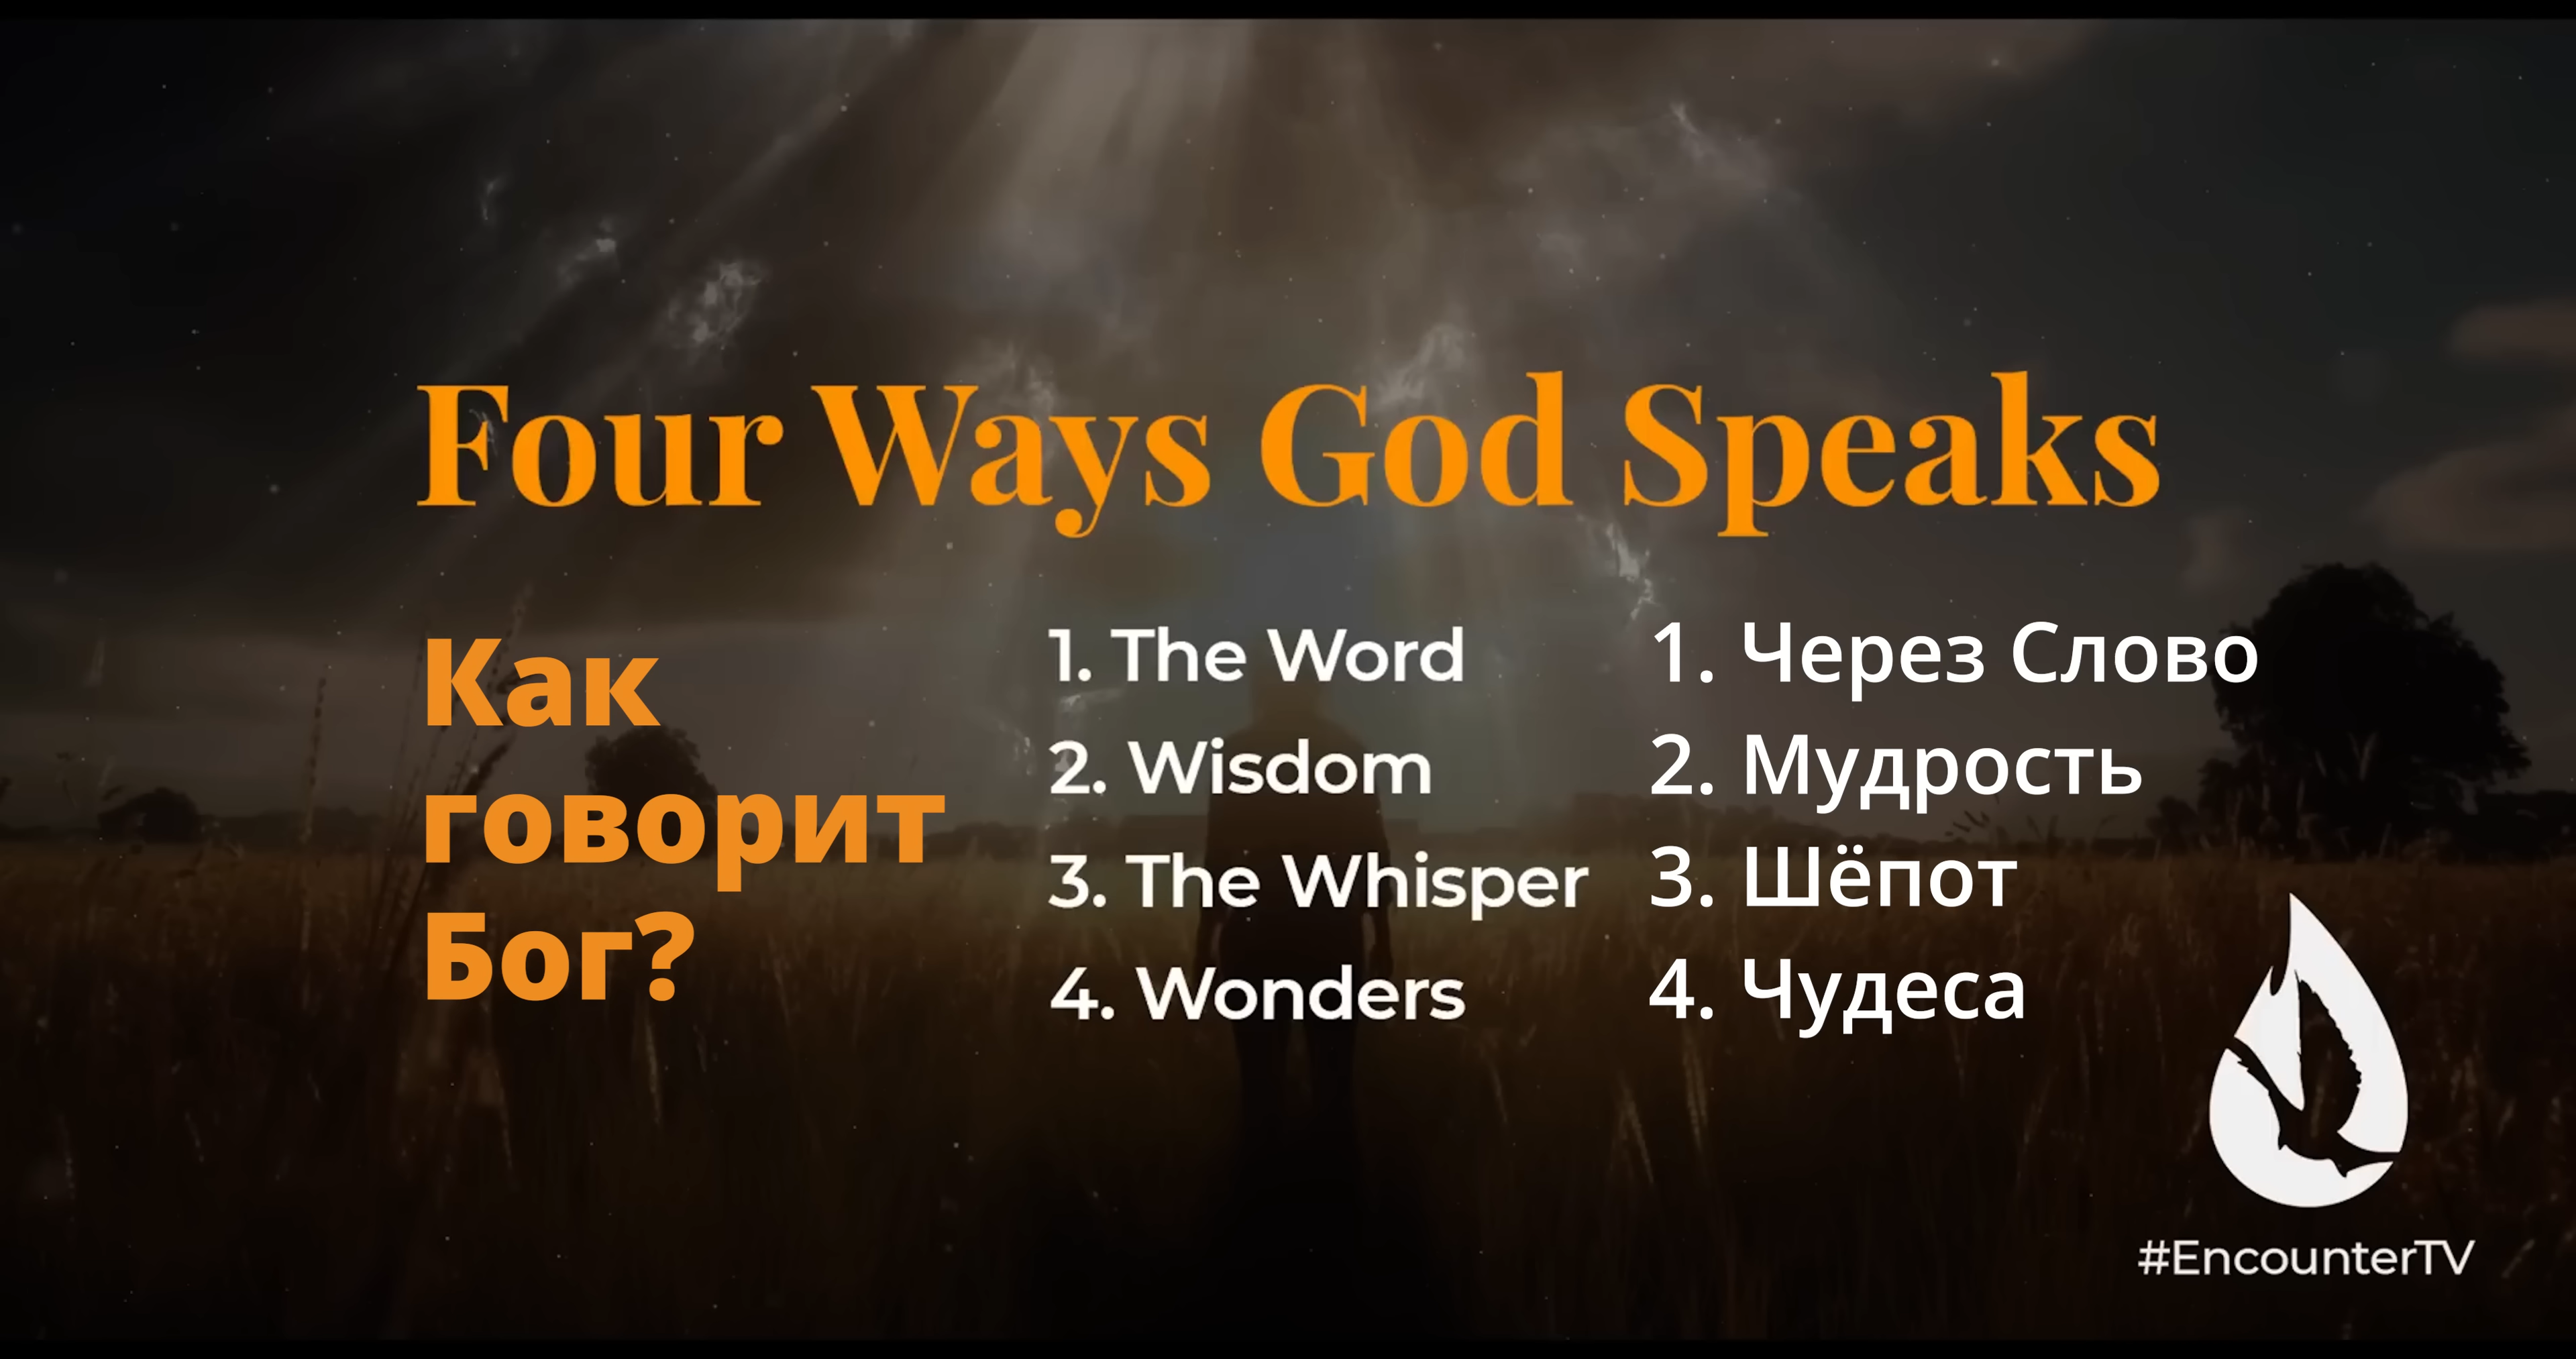 Four Ways God Speaks
Как
говорит
Бог?
1. The Word
2. Wisdom
3. The Whisper
4. Wonders
1. Через Слово
2. Мудрость
3. Шёпот
4. Чудеса
#EncounterTV